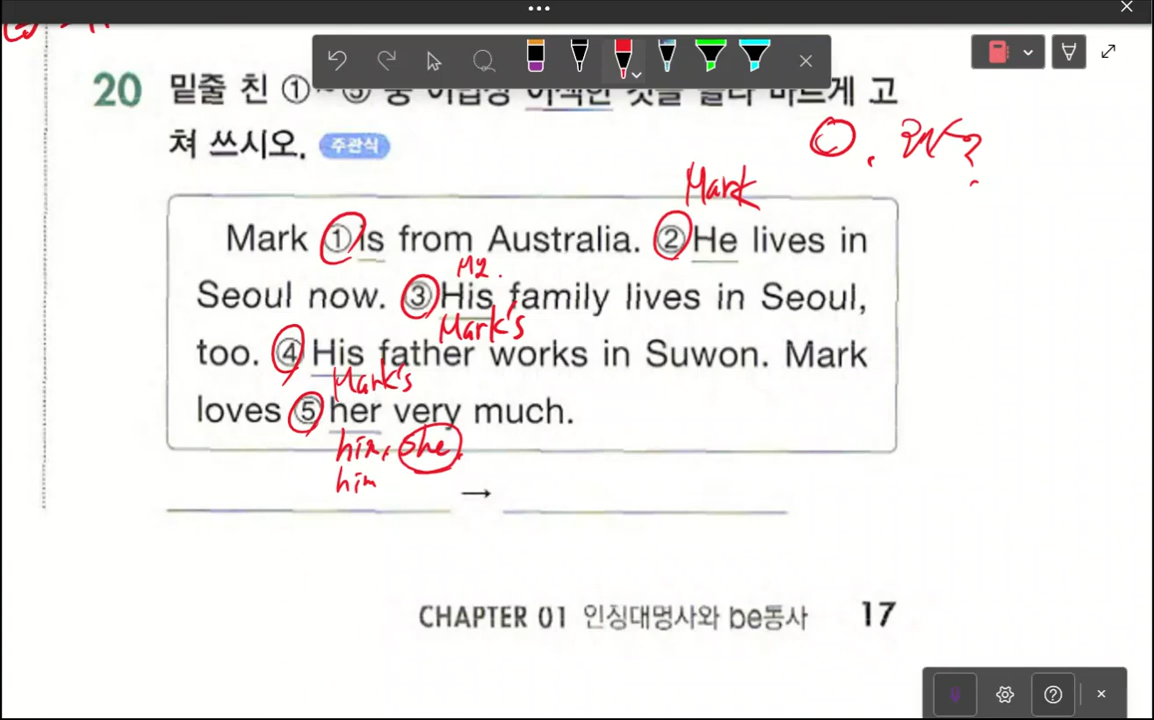 20 밑줄 친 ①~⑤ 중 어법상 어색한 것을 골라 바르게 고
쳐 쓰시오. 주관식
Mark
Mark ① is from Australia. ② He lives in
My.
Seoul now. ③ His family lives in Seoul,
Mark's
too. ④ His father works in Suwon. Mark
Mark's
loves ⑤ her very much.
him, she.
him
→
CHAPTER 01 인칭대명사와 be동사 17